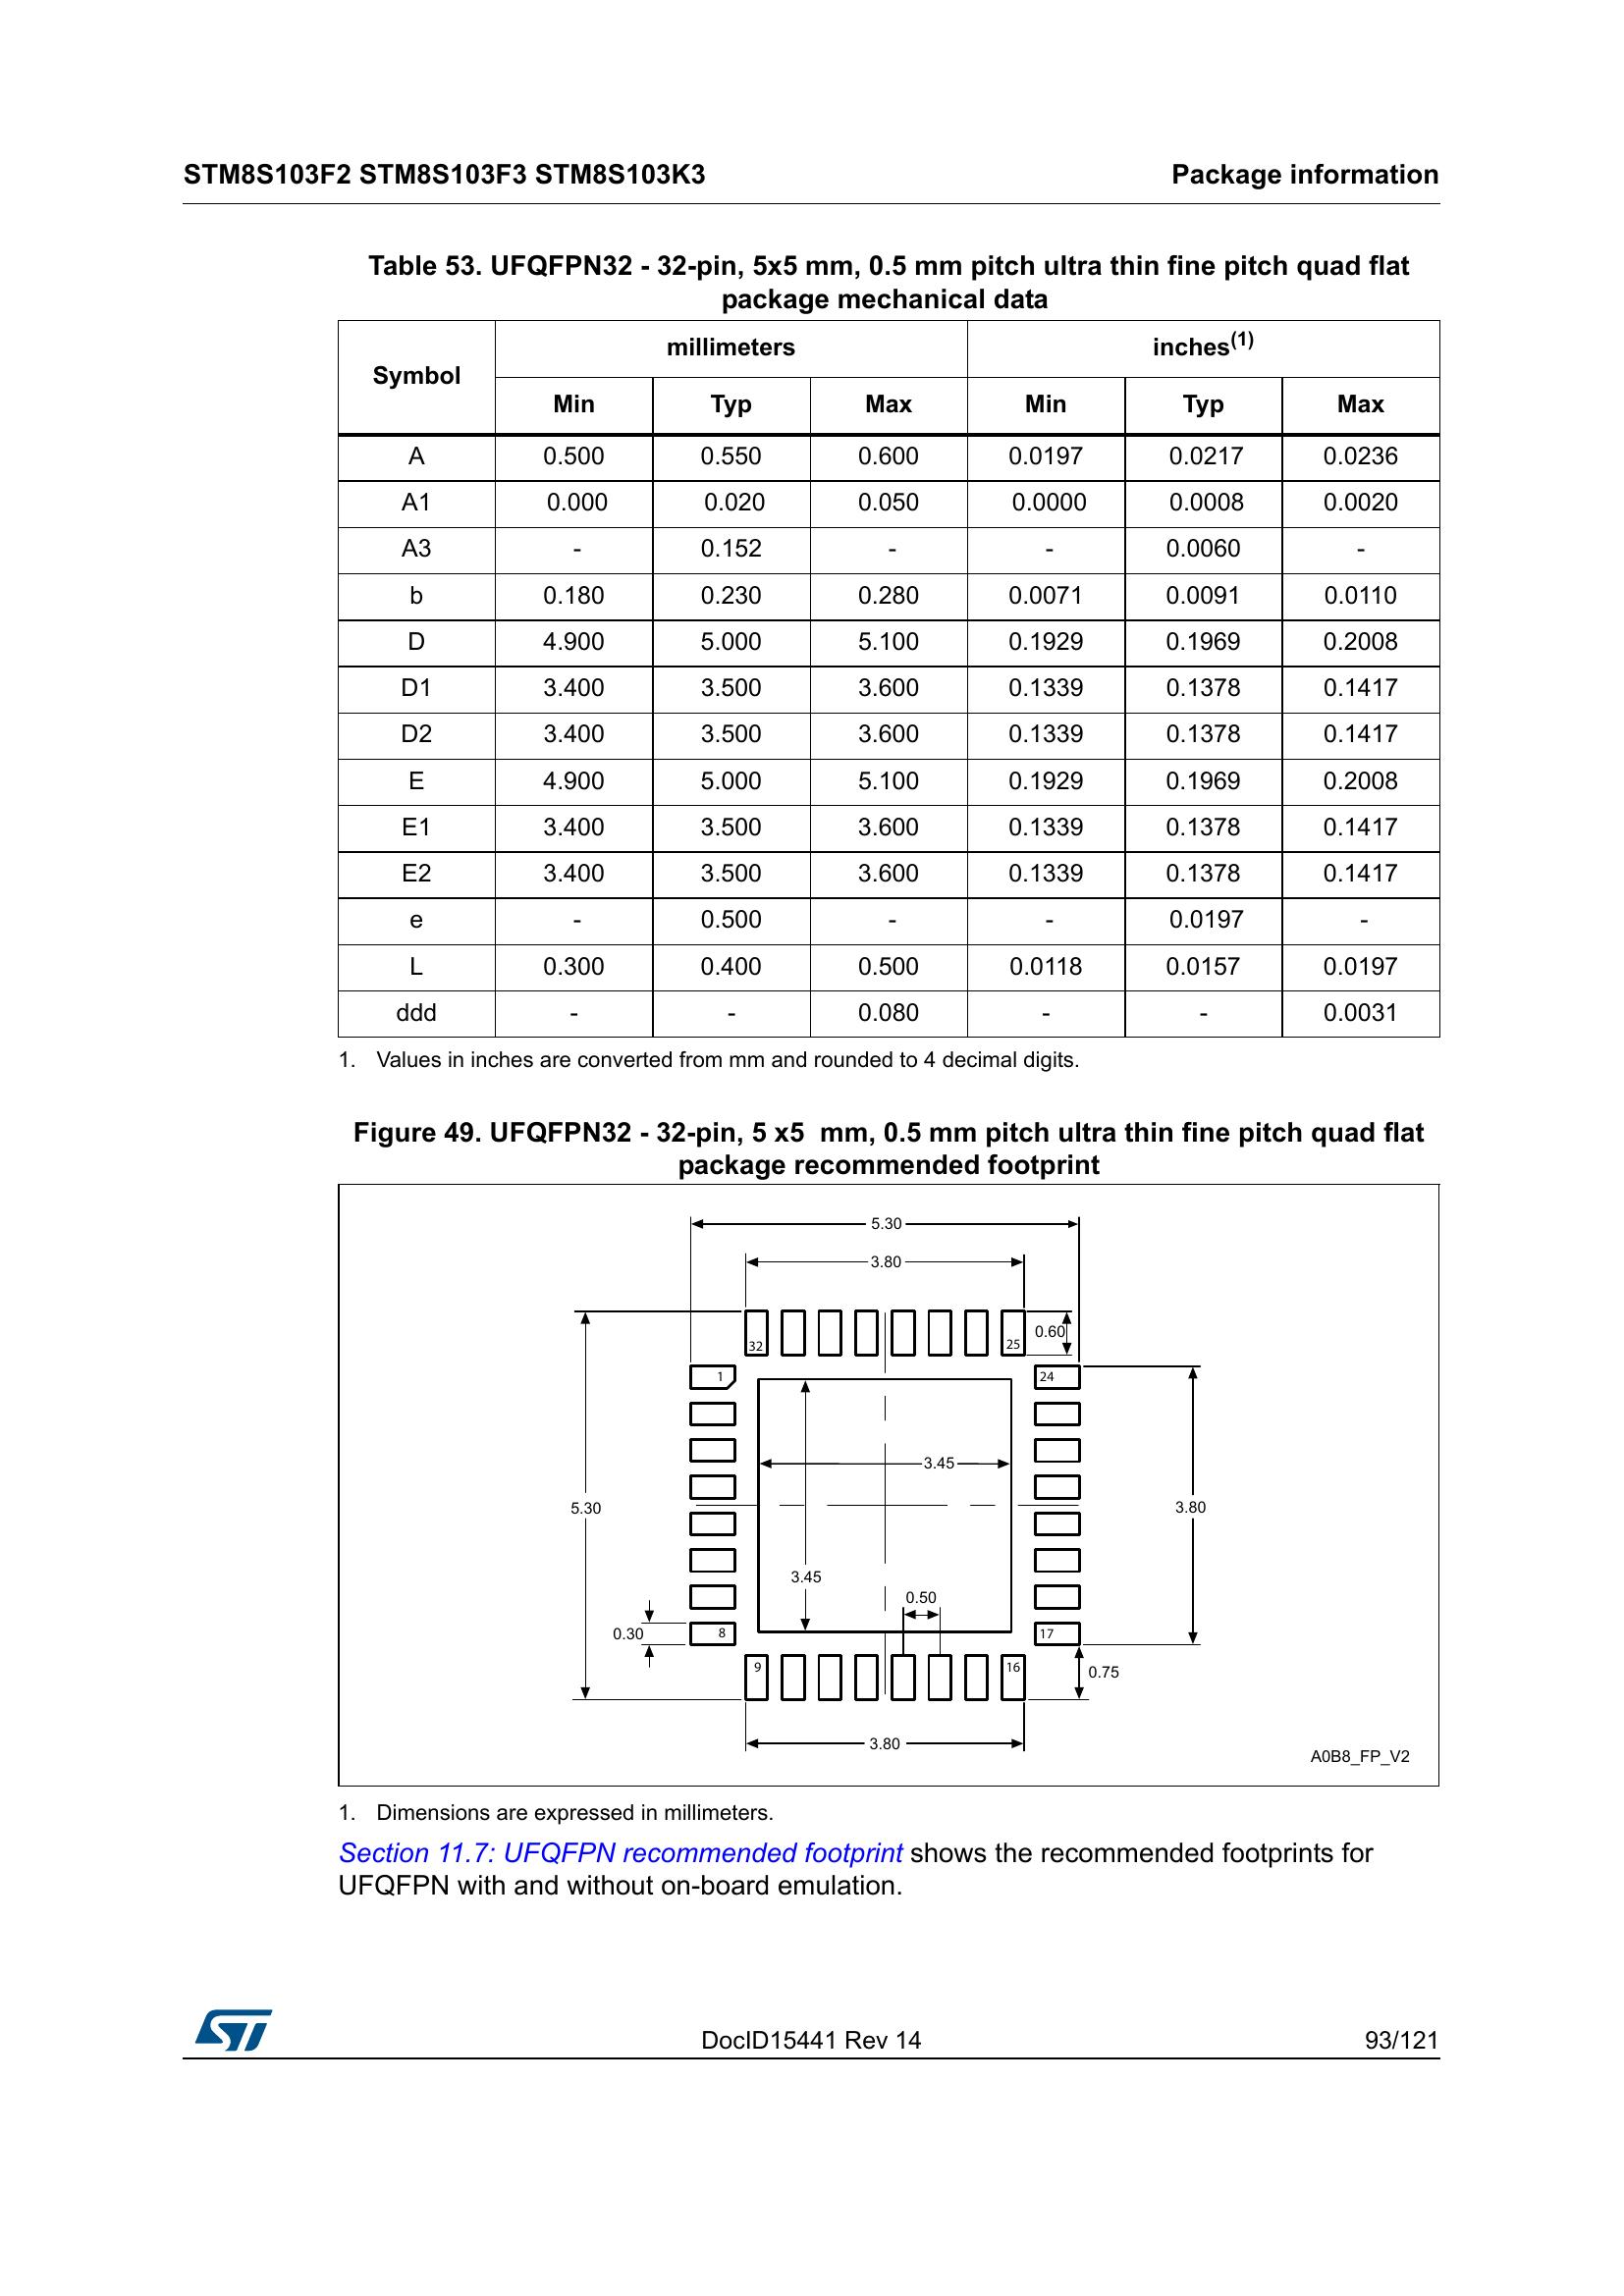 STM8S103F2 STM8S103F3 STM8S103K3 Package information
Table 53. UFQFPN32 - 32-pin, 5x5 mm, 0.5 mm pitch ultra thin fine pitch quad flat
package mechanical data
Symbol millimeters inches(1)
Min Typ Max Min Typ Max
A 0.500 0.550 0.600 0.0197 0.0217 0.0236
A1 0.000 0.020 0.050 0.0000 0.0008 0.0020
A3 - 0.152 - - 0.0060 -
b 0.180 0.230 0.280 0.0071 0.0091 0.0110
D 4.900 5.000 5.100 0.1929 0.1969 0.2008
D1 3.400 3.500 3.600 0.1339 0.1378 0.1417
D2 3.400 3.500 3.600 0.1339 0.1378 0.1417
E 4.900 5.000 5.100 0.1929 0.1969 0.2008
E1 3.400 3.500 3.600 0.1339 0.1378 0.1417
E2 3.400 3.500 3.600 0.1339 0.1378 0.1417
e - 0.500 - - 0.0197 -
L 0.300 0.400 0.500 0.0118 0.0157 0.0197
ddd - - 0.080 - - 0.0031
1. Values in inches are converted from mm and rounded to 4 decimal digits.
Figure 49. UFQFPN32 - 32-pin, 5 x5 mm, 0.5 mm pitch ultra thin fine pitch quad flat
package recommended footprint
5.30
3.80
32 25 0.60
1 24
3.45
5.30 3.80
3.45
0.50
0.30 8 17
9 16 0.75
3.80
A0B8_FP_V2
1. Dimensions are expressed in millimeters.
Section 11.7: UFQFPN recommended footprint shows the recommended footprints for
UFQFPN with and without on-board emulation.
ST DocID15441 Rev 14 93/121